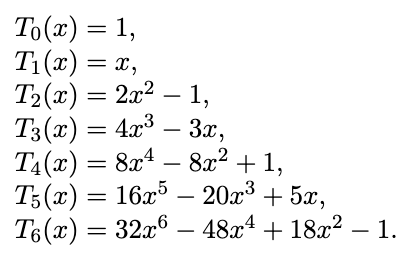 T₀(x) = 1,
T₁(x) = x,
T₂(x) = 2x² − 1,
T₃(x) = 4x³ − 3x,
T₄(x) = 8x⁴ − 8x² + 1,
T₅(x) = 16x⁵ − 20x³ + 5x,
T₆(x) = 32x⁶ − 48x⁴ + 18x² − 1.